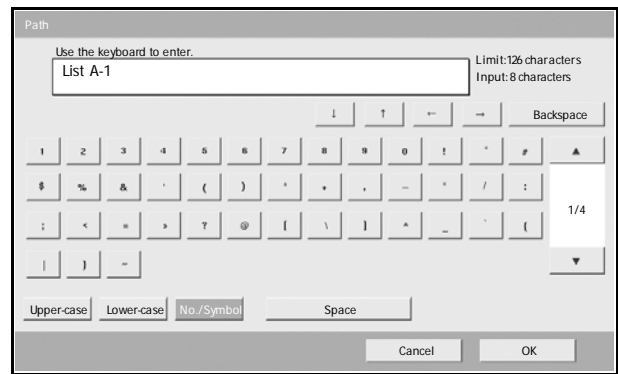 Path
Use the keyboard to enter.
Limit:126 characters
List A-1
Input: 8 characters
↓ ↑ ← → Backspace
1 2 3 4 5 6 7 8 9 0 ! ▲
$ % & ' ( ) , /  :
1/4
; < = > ? @ [ \ ] ^ _ ` {
| } ~ ▼
Upper-case Lower-case No./Symbol Space
Cancel OK